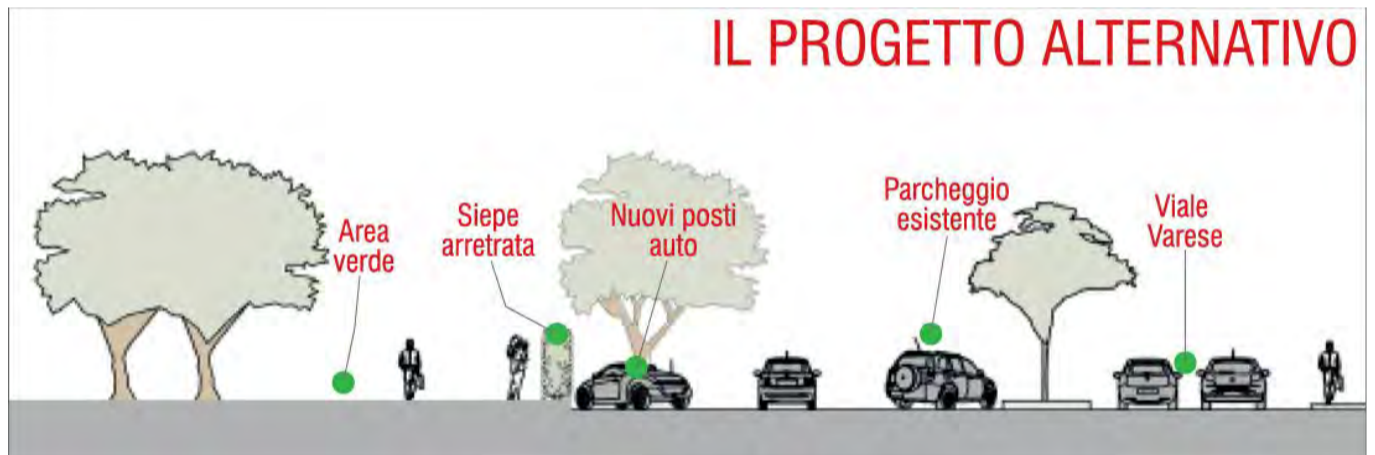 IL PROGETTO ALTERNATIVO
Area
verde
Siepe
arretrata
Nuovi posti
auto
Parcheggio
esistente
Viale
Varese